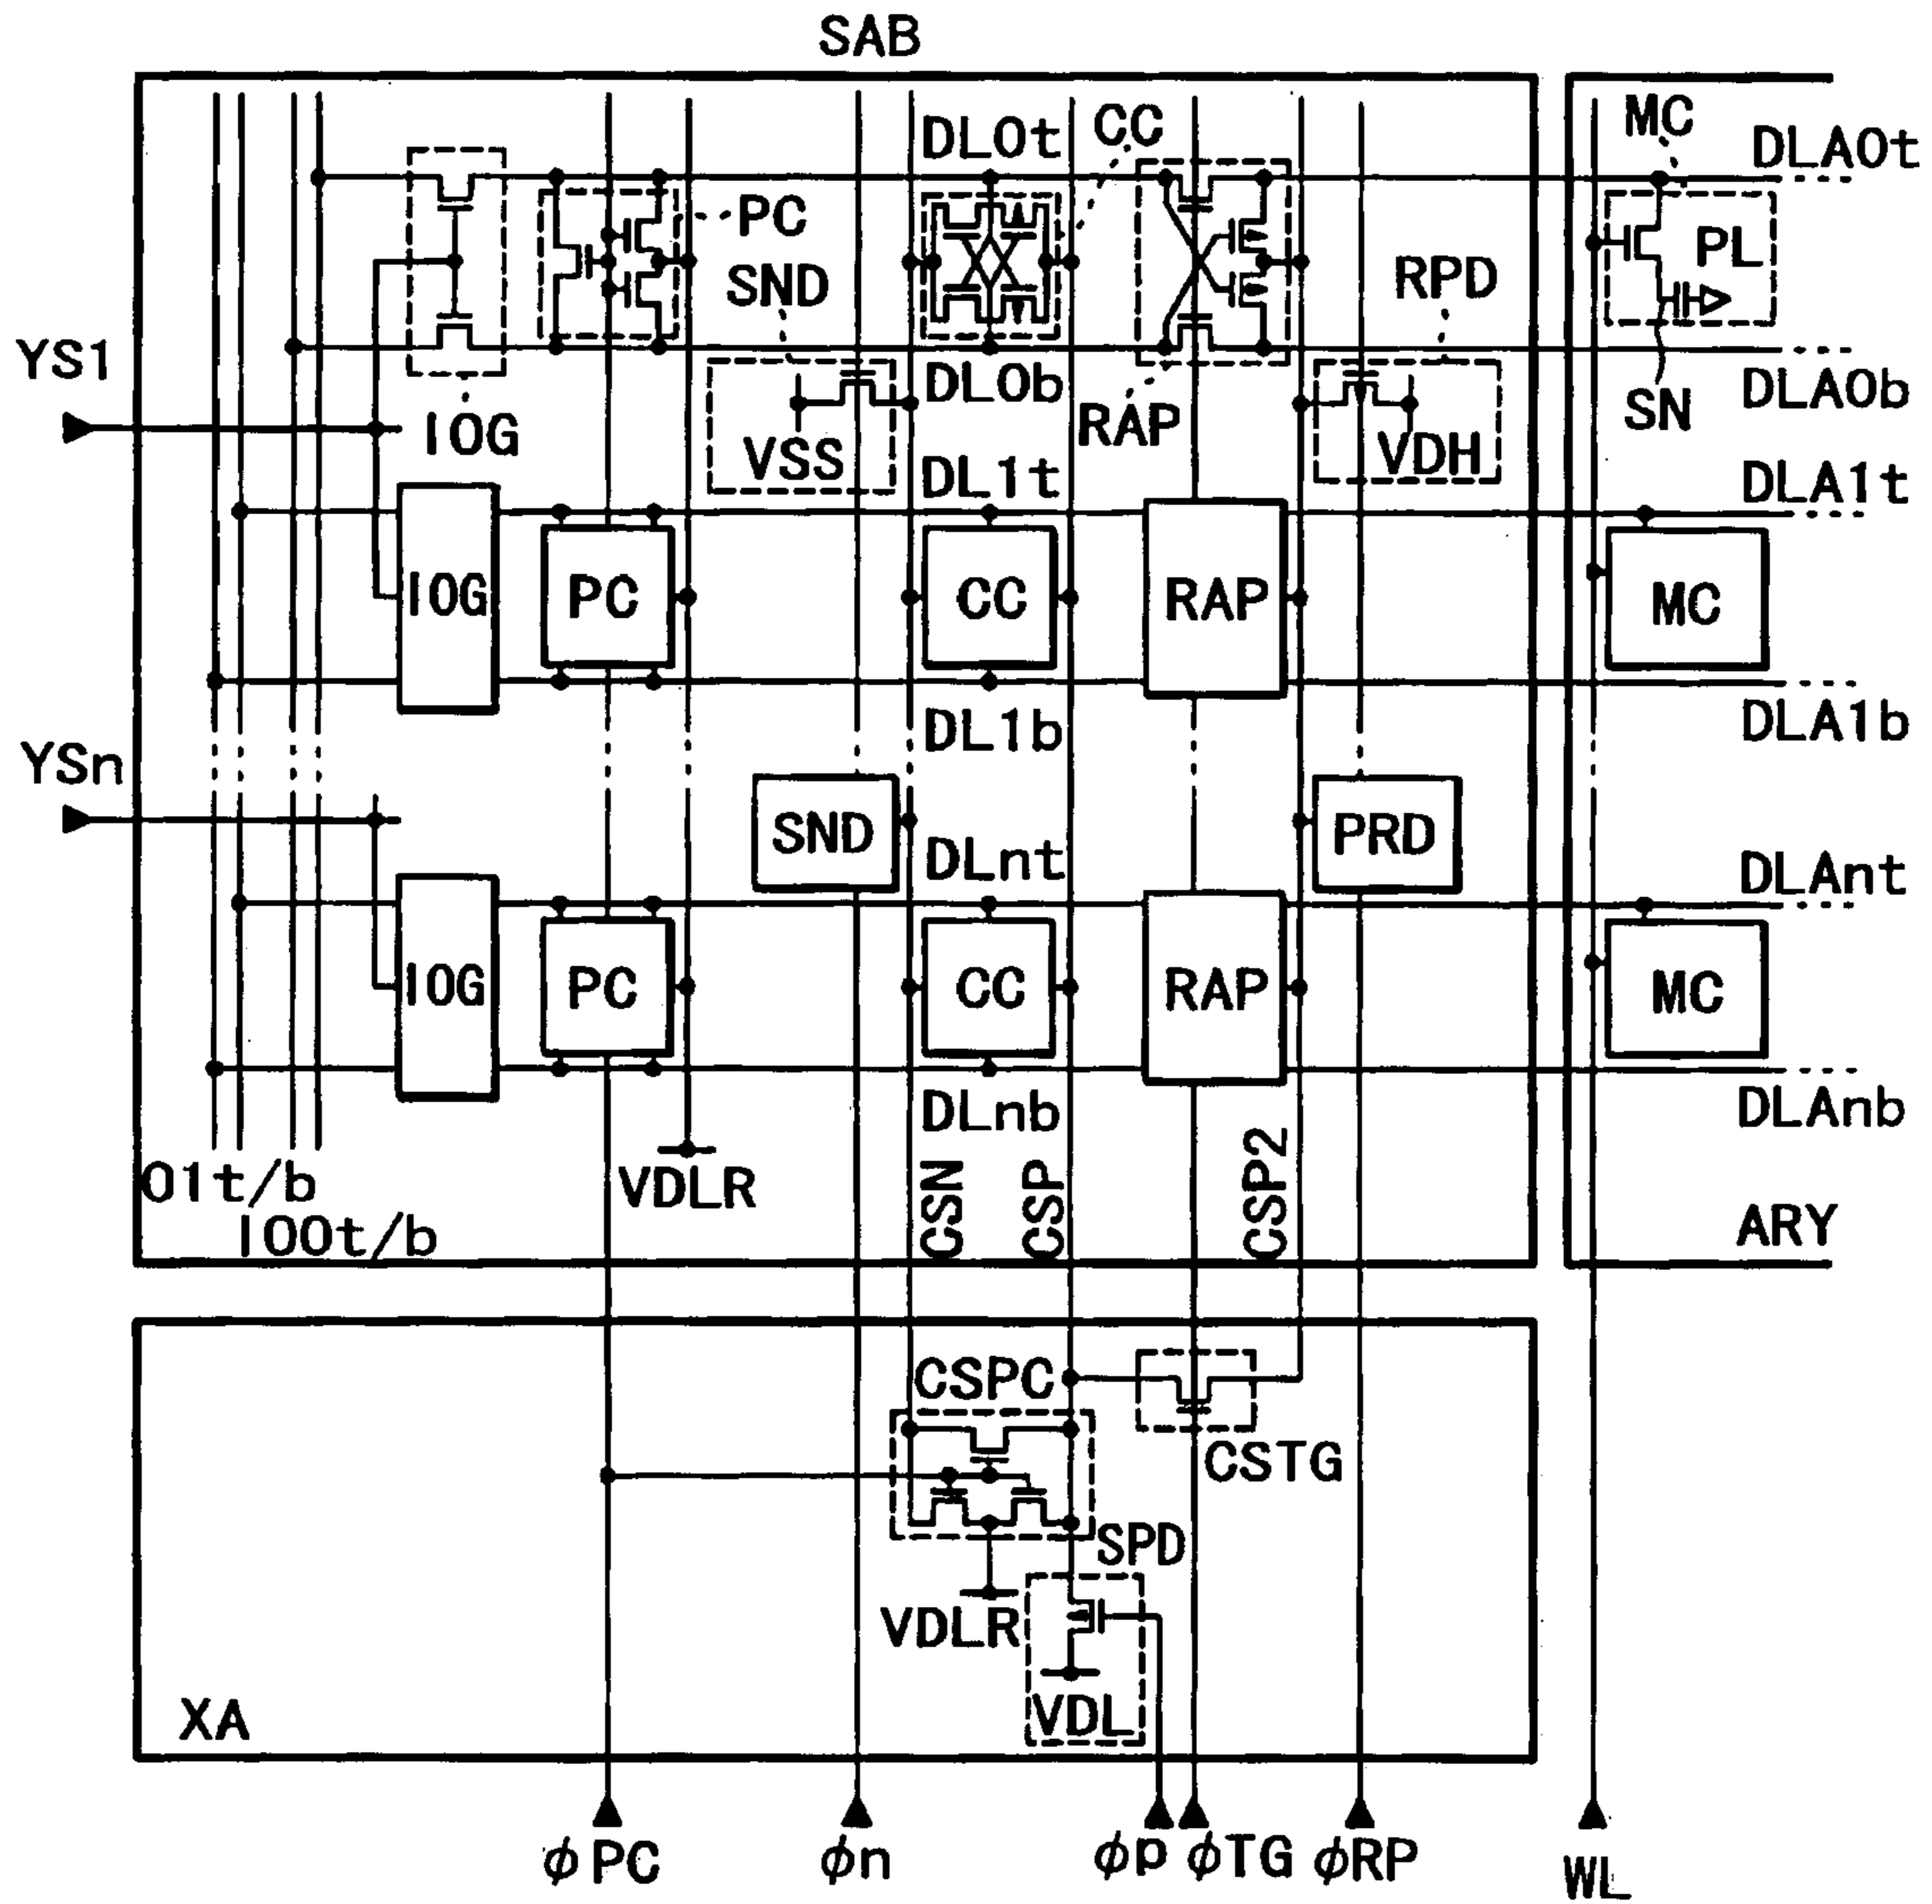 SAB
MC
CC
DL0t
DLA0t
PC
PL
SND
RPD
YS1
DL0b
DLA0b
IOG
RAP
SN
VSS
VDH
DL1t
DLA1t
IOG
PC
CC
RAP
MC
DL1b
DLA1b
YSn
SND
PRD
DLnt
DLAnt
IOG
PC
CC
RAP
MC
DLnb
DLAnb
01t/b
VDLR
CSN
CSP
CSP2
IO0t/b
ARY
CSPC
CSTG
SPD
VDLR
VDL
XA
φPC
φn
φp
φTG
φRP
WL